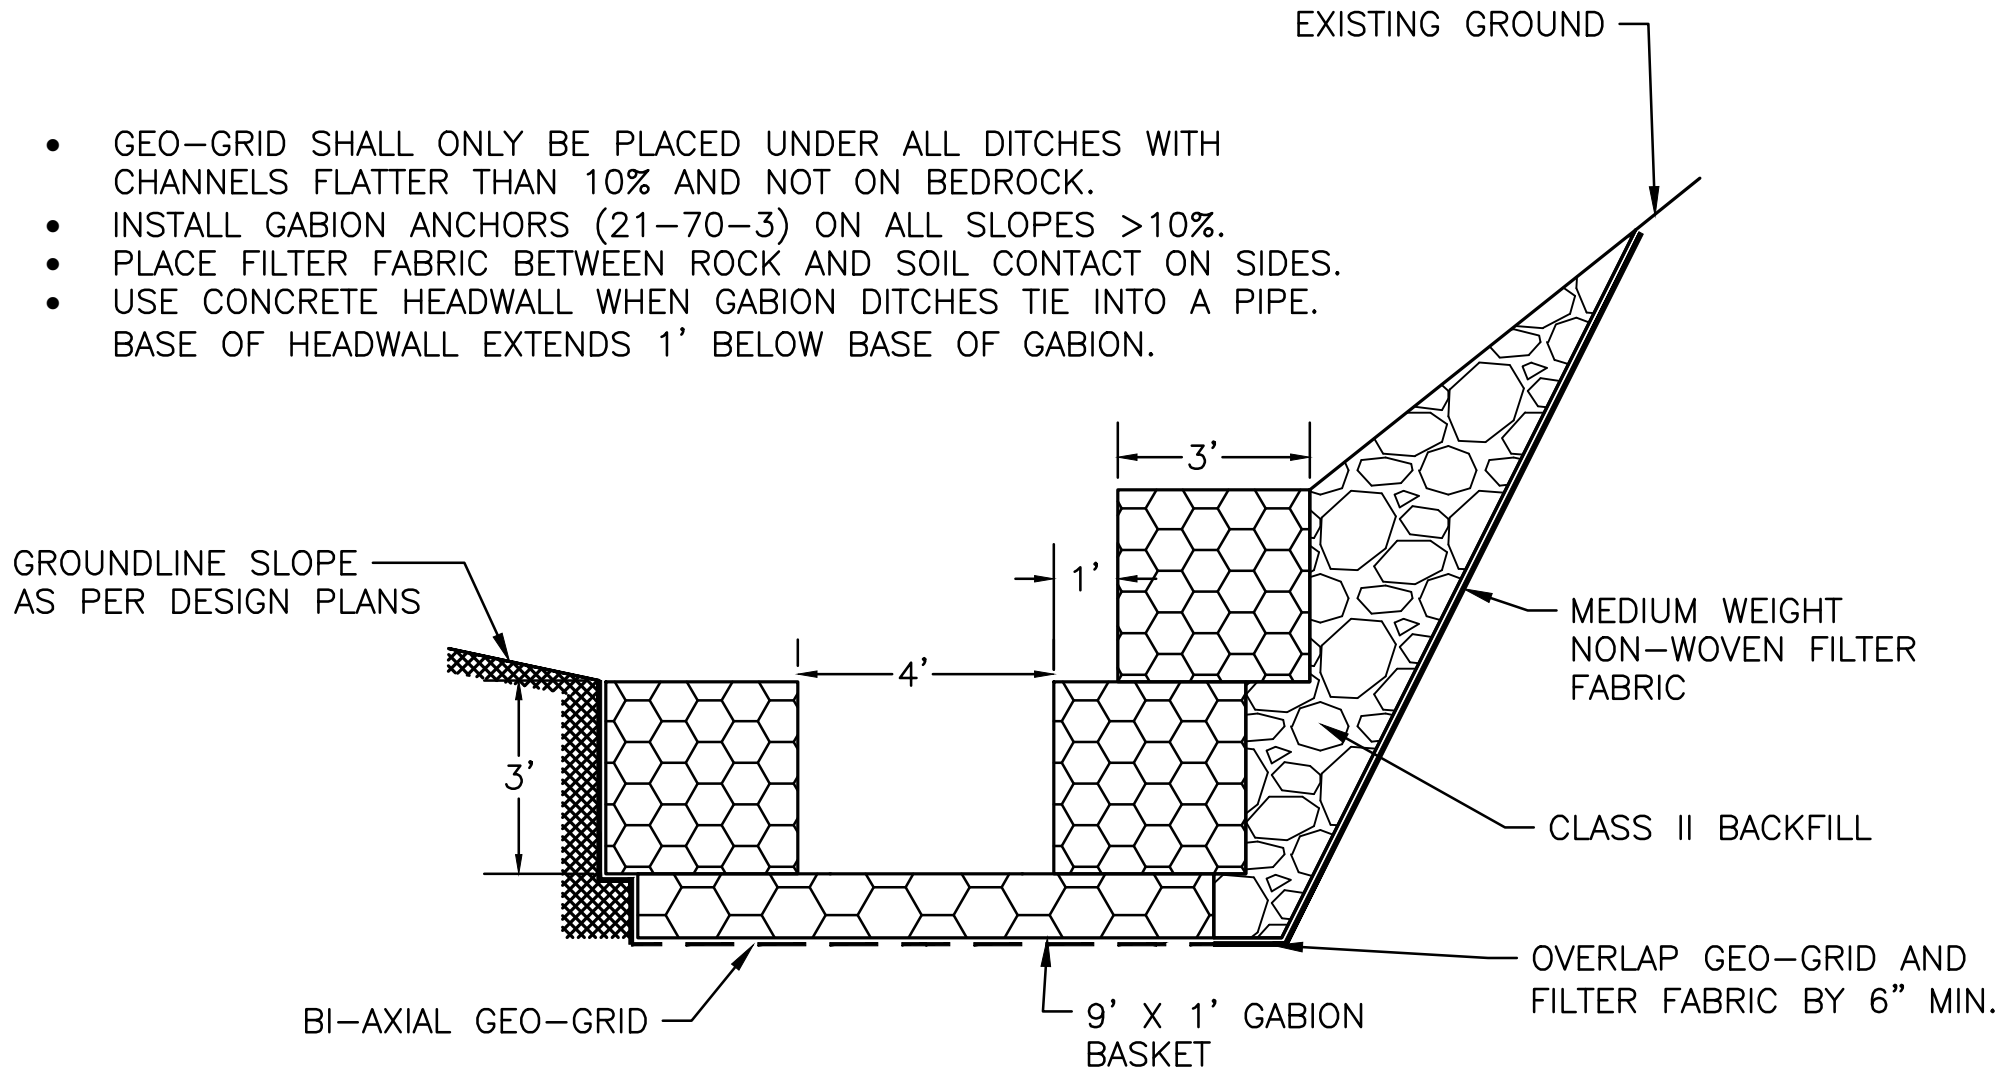 EXISTING GROUND
• GEO-GRID SHALL ONLY BE PLACED UNDER ALL DITCHES WITH
CHANNELS FLATTER THAN 10% AND NOT ON BEDROCK.
• INSTALL GABION ANCHORS (21-70-3) ON ALL SLOPES >10%.
• PLACE FILTER FABRIC BETWEEN ROCK AND SOIL CONTACT ON SIDES.
• USE CONCRETE HEADWALL WHEN GABION DITCHES TIE INTO A PIPE.
BASE OF HEADWALL EXTENDS 1' BELOW BASE OF GABION.
3'
GROUNDLINE SLOPE
AS PER DESIGN PLANS
1'
4'
3'
MEDIUM WEIGHT
NON-WOVEN FILTER
FABRIC
CLASS II BACKFILL
OVERLAP GEO-GRID AND
FILTER FABRIC BY 6" MIN.
BI-AXIAL GEO-GRID
9' X 1' GABION
BASKET